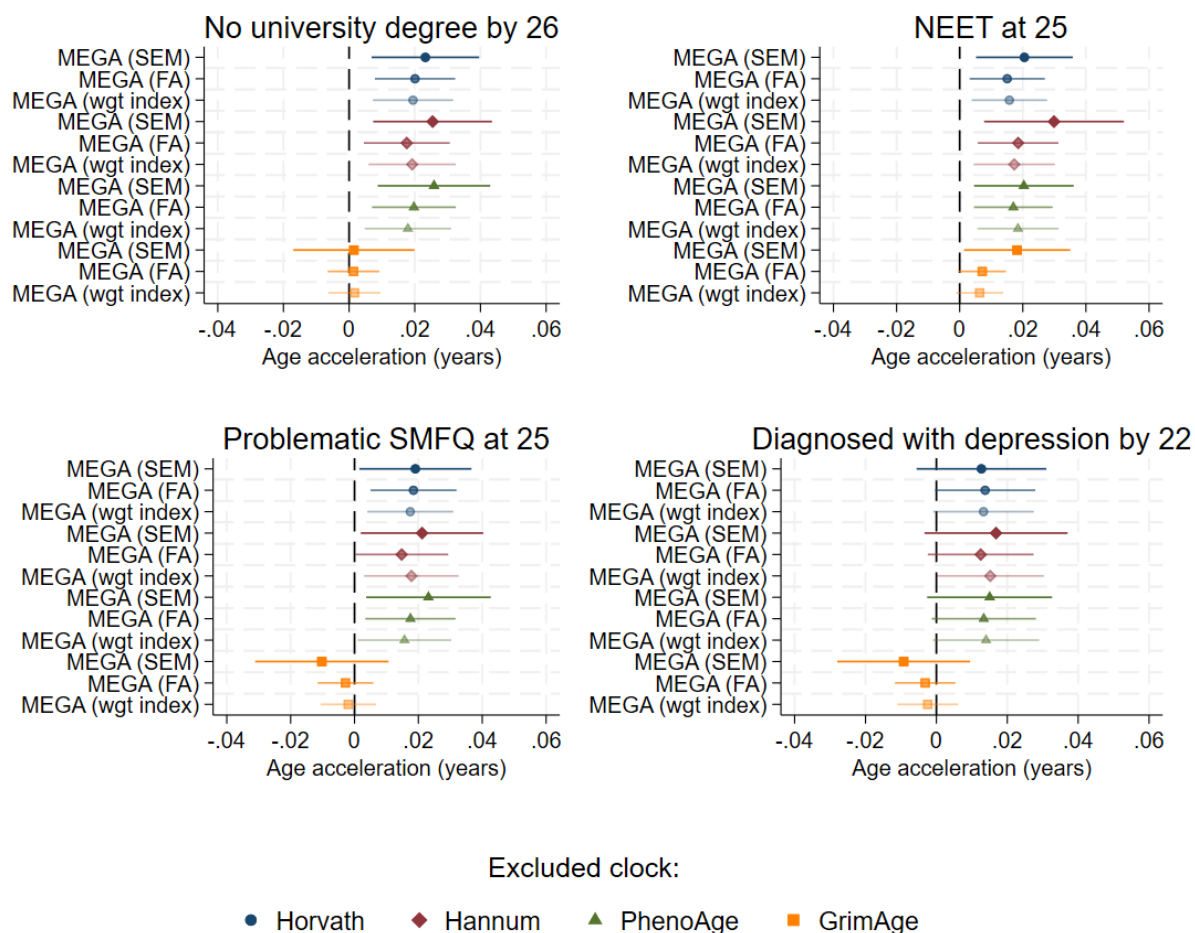 No university degree by 26
MEGA (SEM)
MEGA (FA)
MEGA (wgt index)
MEGA (SEM)
MEGA (FA)
MEGA (wgt index)
MEGA (SEM)
MEGA (FA)
MEGA (wgt index)
MEGA (SEM)
MEGA (FA)
MEGA (wgt index)
-.04 -.02 0 .02 .04 .06
Age acceleration (years)
NEET at 25
MEGA (SEM)
MEGA (FA)
MEGA (wgt index)
MEGA (SEM)
MEGA (FA)
MEGA (wgt index)
MEGA (SEM)
MEGA (FA)
MEGA (wgt index)
MEGA (SEM)
MEGA (FA)
MEGA (wgt index)
-.04 -.02 0 .02 .04 .06
Age acceleration (years)
Problematic SMFQ at 25
MEGA (SEM)
MEGA (FA)
MEGA (wgt index)
MEGA (SEM)
MEGA (FA)
MEGA (wgt index)
MEGA (SEM)
MEGA (FA)
MEGA (wgt index)
MEGA (SEM)
MEGA (FA)
MEGA (wgt index)
-.04 -.02 0 .02 .04 .06
Age acceleration (years)
Diagnosed with depression by 22
MEGA (SEM)
MEGA (FA)
MEGA (wgt index)
MEGA (SEM)
MEGA (FA)
MEGA (wgt index)
MEGA (SEM)
MEGA (FA)
MEGA (wgt index)
MEGA (SEM)
MEGA (FA)
MEGA (wgt index)
-.04 -.02 0 .02 .04 .06
Age acceleration (years)
Excluded clock:
Horvath Hannum PhenoAge GrimAge